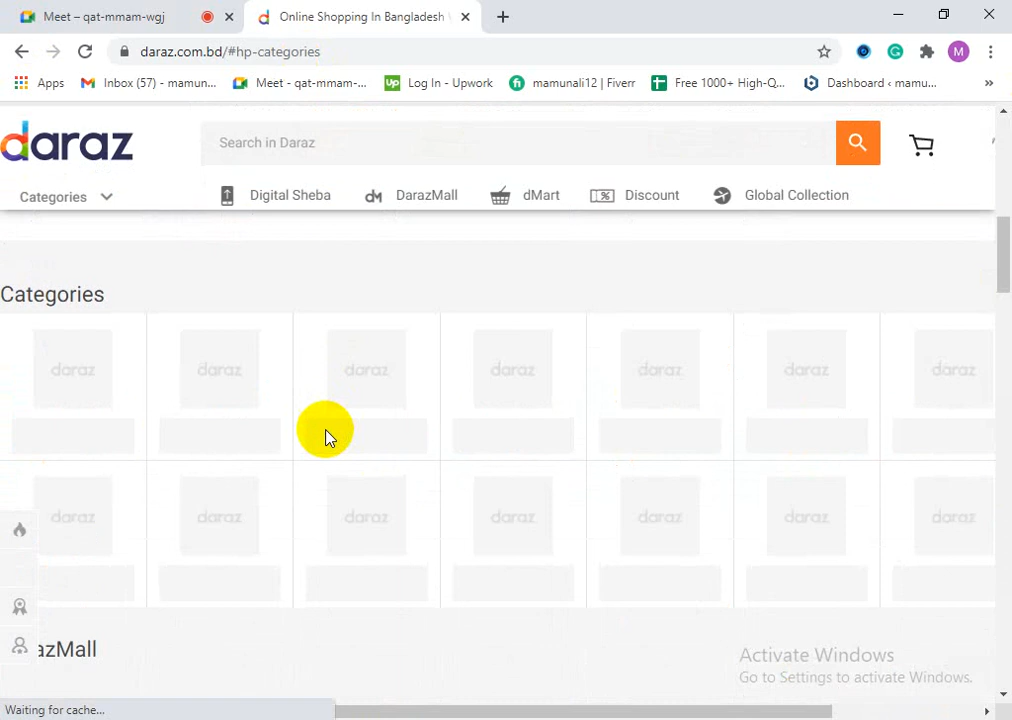 Meet – qat-mmam-wgj
Online Shopping In Bangladesh
daraz.com.bd/#hp-categories
M
Apps
Inbox (57) - mamun...
Meet - qat-mmam-...
up
Log In - Upwork
fi
mamunali12 | Fiverr
Free 1000+ High-Q...
Dashboard ‹ mamu...
»
daraz
Search in Daraz
Categories
Digital Sheba
dm
DarazMall
dMart
Discount
Global Collection
Categories
daraz
daraz
daraz
daraz
daraz
daraz
daraz
daraz
daraz
daraz
daraz
daraz
daraz
daraz
azMall
Activate Windows
Go to Settings to activate Windows.
Waiting for cache...